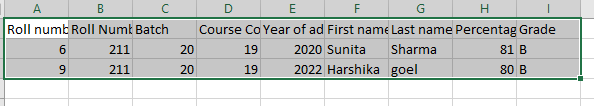 A B C D E F G H I
Roll numb Roll Numb Batch Course Co Year of ad First name Last name Percentag Grade
6 211 20 19 2020 Sunita Sharma 81 B
9 211 20 19 2022 Harshika goel 80 B